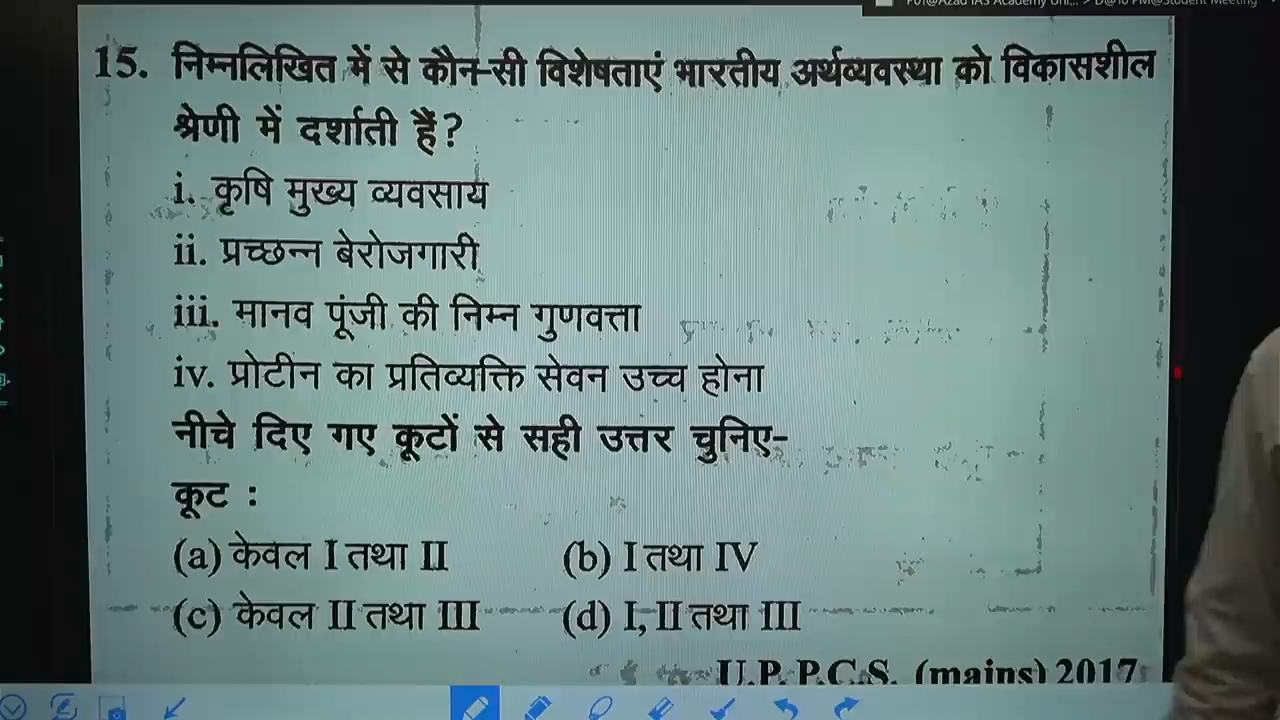 15. निम्नलिखित में से कौन-सी विशेषताएं भारतीय अर्थव्यवस्था को विकासशील
श्रेणी में दर्शाती हैं?
i. कृषि मुख्य व्यवसाय
ii. प्रच्छन्न बेरोजगारी
iii. मानव पूंजी की निम्न गुणवत्ता
iv. प्रोटीन का प्रतिव्यक्ति सेवन उच्च होना
नीचे दिए गए कूटों से सही उत्तर चुनिए-
कूट :
(a) केवल I तथा II (b) I तथा IV
(c) केवल II तथा III (d) I, II तथा III
U.P.P.C.S. (mains) 2017